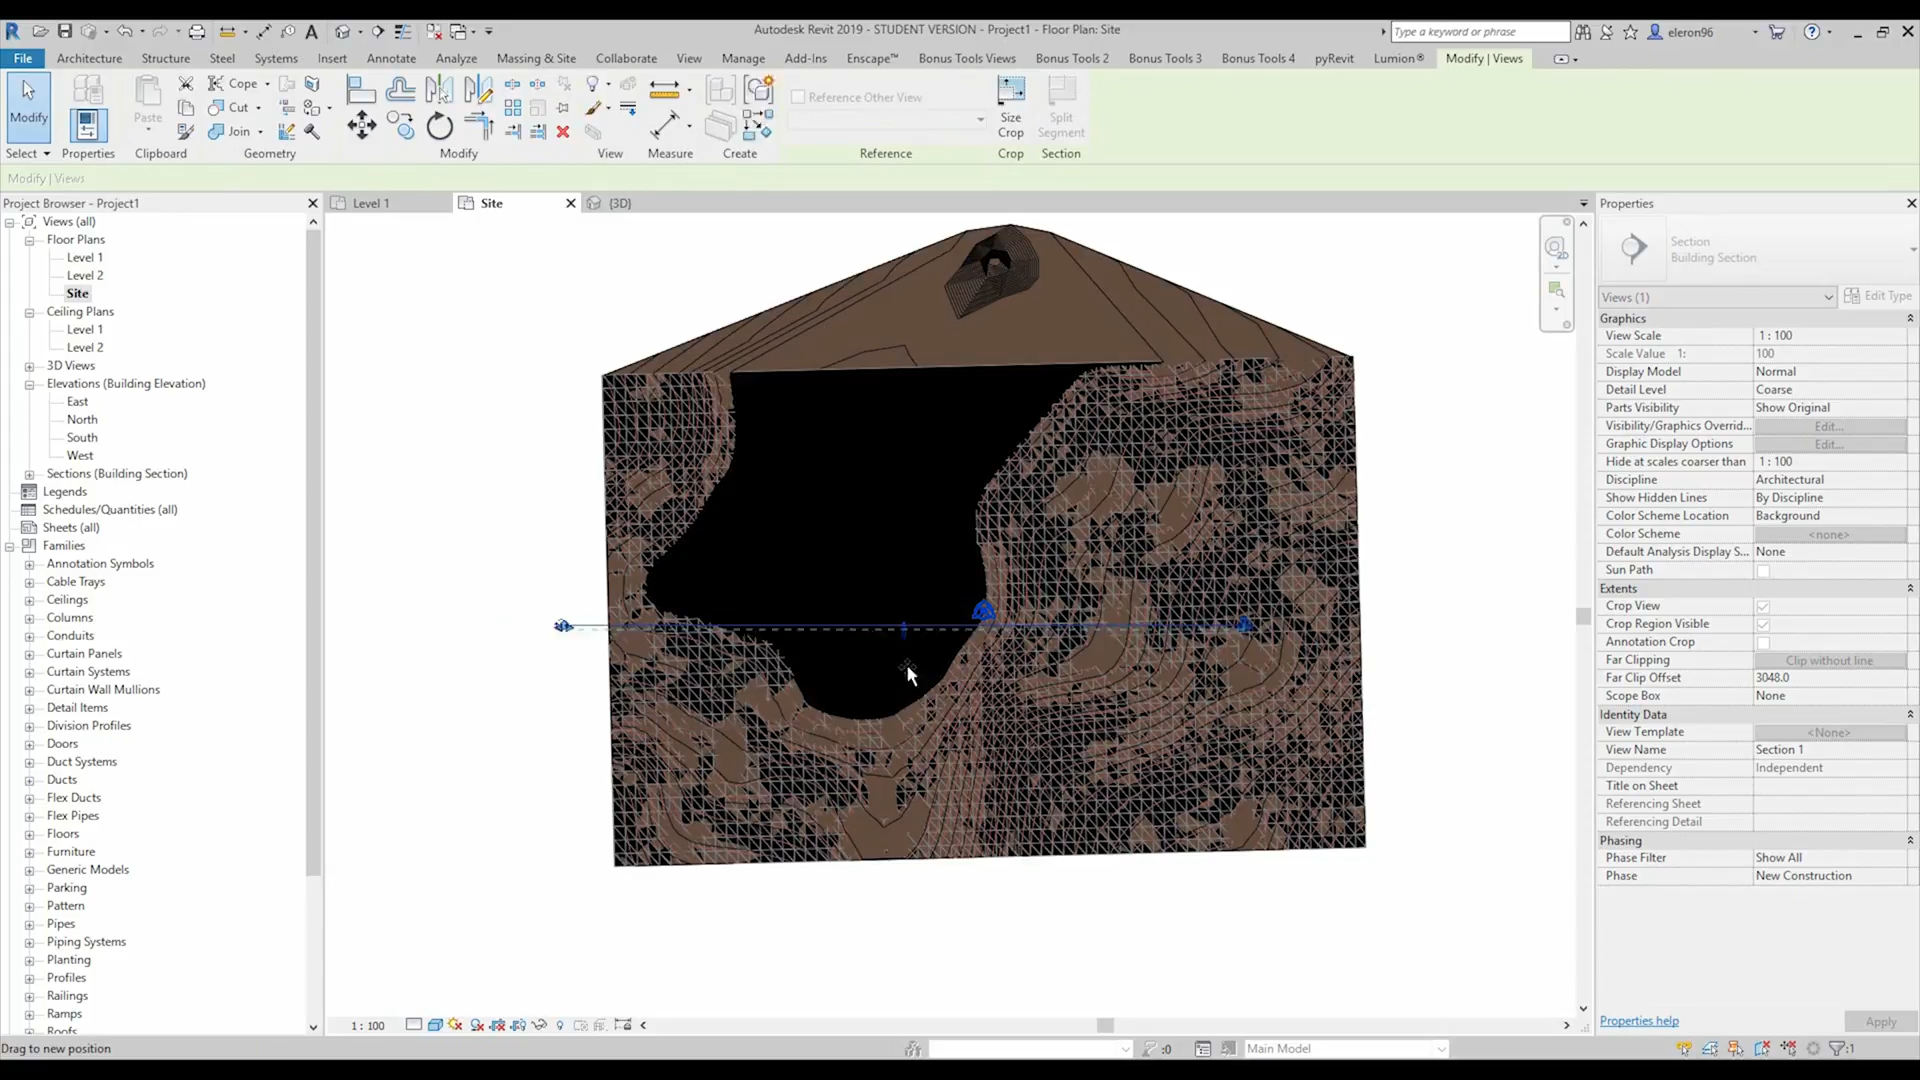 Autodesk Revit 2019 - STUDENT VERSION - Project1 - Floor Plan: Site
Type a keyword or phrase
eleron96
File Architecture Structure Steel Systems Insert Annotate Analyze Massing & Site Collaborate View Manage Add-Ins Enscape™ Bonus Tools Views Bonus Tools 2 Bonus Tools 3 Bonus Tools 4 pyRevit Lumion® Modify | Views
Modify
Paste
Cope
Cut
Join
Reference Other View
Size
Crop
Split
Segment
Select Properties Clipboard Geometry Modify View Measure Create Reference Crop Section
Modify | Views
Project Browser - Project1
Views (all)
Floor Plans
Level 1
Level 2
Site
Ceiling Plans
Level 1
Level 2
3D Views
Elevations (Building Elevation)
East
North
South
West
Sections (Building Section)
Legends
Schedules/Quantities (all)
Sheets (all)
Families
Annotation Symbols
Cable Trays
Ceilings
Columns
Conduits
Curtain Panels
Curtain Systems
Curtain Wall Mullions
Detail Items
Division Profiles
Doors
Duct Systems
Ducts
Flex Ducts
Flex Pipes
Floors
Furniture
Generic Models
Parking
Pattern
Pipes
Piping Systems
Planting
Profiles
Railings
Ramps
Roofs
Level 1
Site
{3D}
1 : 100
Properties
Section
Building Section
Views (1)
Edit Type
Graphics
View Scale 1 : 100
Scale Value 1: 100
Display Model Normal
Detail Level Coarse
Parts Visibility Show Original
Visibility/Graphics Overrid... Edit...
Graphic Display Options Edit...
Hide at scales coarser than 1 : 100
Discipline Architectural
Show Hidden Lines By Discipline
Color Scheme Location Background
Color Scheme <none>
Default Analysis Display S... None
Sun Path
Extents
Crop View
Crop Region Visible
Annotation Crop
Far Clipping Clip without line
Far Clip Offset 3048.0
Scope Box None
Identity Data
View Template <None>
View Name Section 1
Dependency Independent
Title on Sheet
Referencing Sheet
Referencing Detail
Phasing
Phase Filter Show All
Phase New Construction
Properties help
Apply
Drag to new position
:0
Main Model
:1